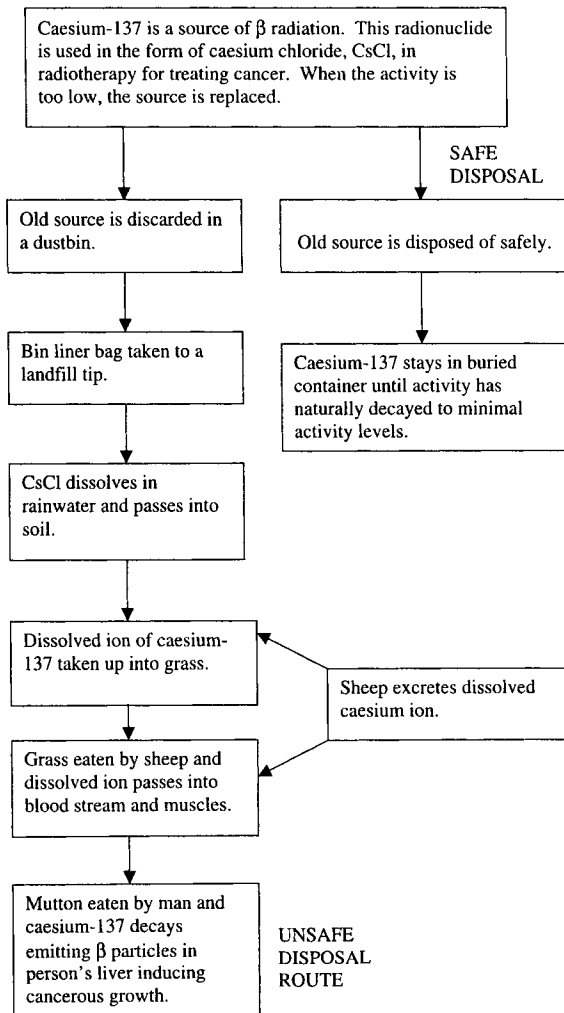 Caesium-137 is a source of β radiation. This radionuclide
is used in the form of caesium chloride, CsCl, in
radiotherapy for treating cancer. When the activity is
too low, the source is replaced.
SAFE
DISPOSAL
Old source is discarded in
a dustbin.
Old source is disposed of safely.
Bin liner bag taken to a
landfill tip.
Caesium-137 stays in buried
container until activity has
naturally decayed to minimal
activity levels.
CsCl dissolves in
rainwater and passes into
soil.
Dissolved ion of caesium-
137 taken up into grass.
Sheep excretes dissolved
caesium ion.
Grass eaten by sheep and
dissolved ion passes into
blood stream and muscles.
Mutton eaten by man and
caesium-137 decays
emitting β particles in
person's liver inducing
cancerous growth.
UNSAFE
DISPOSAL
ROUTE